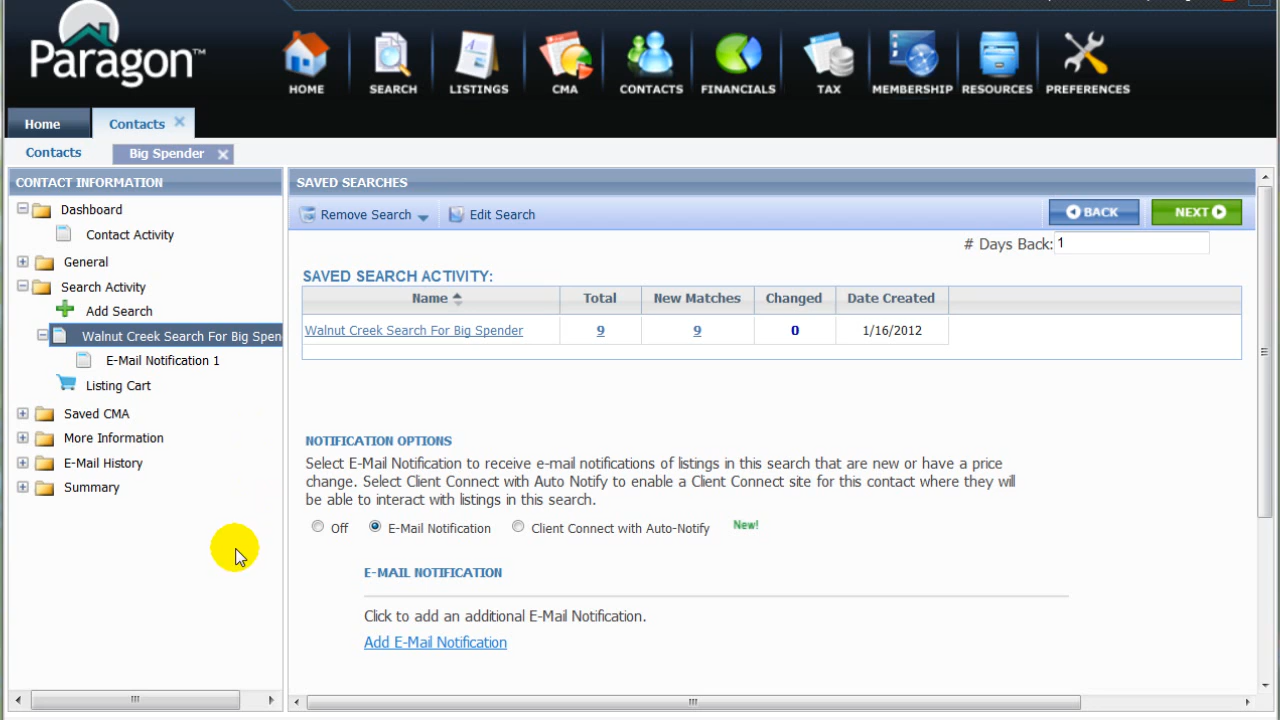 Paragon™
HOME SEARCH LISTINGS CMA CONTACTS FINANCIALS TAX MEMBERSHIP RESOURCES PREFERENCES
Home Contacts
Contacts Big Spender
CONTACT INFORMATION
Dashboard
Contact Activity
General
Search Activity
Add Search
Walnut Creek Search For Big Spen
E-Mail Notification 1
Listing Cart
Saved CMA
More Information
E-Mail History
Summary
SAVED SEARCHES
Remove Search Edit Search BACK NEXT
# Days Back: 1
SAVED SEARCH ACTIVITY:
Name Total New Matches Changed Date Created
Walnut Creek Search For Big Spender 9 9 0 1/16/2012
NOTIFICATION OPTIONS
Select E-Mail Notification to receive e-mail notifications of listings in this search that are new or have a price
change. Select Client Connect with Auto Notify to enable a Client Connect site for this contact where they will
be able to interact with listings in this search.
Off E-Mail Notification Client Connect with Auto-Notify New!
E-MAIL NOTIFICATION
Click to add an additional E-Mail Notification.
Add E-Mail Notification